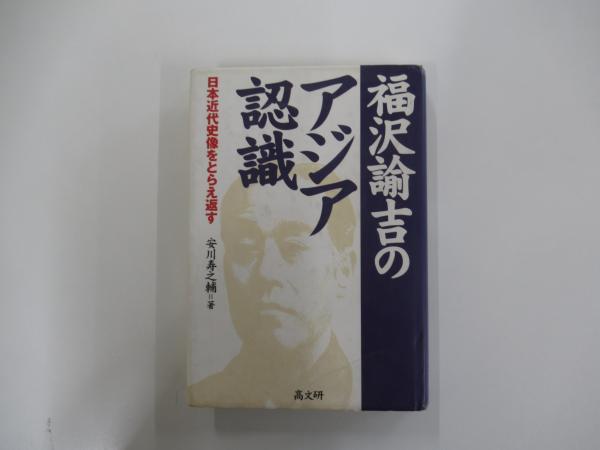 福沢諭吉の
アジア
認識
日本近代史像をとらえ返す
安川寿之輔=著
高文研